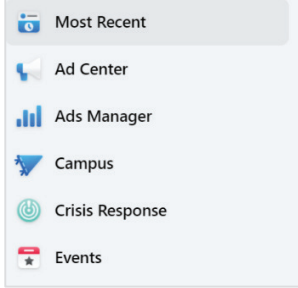 Most Recent
Ad Center
Ads Manager
Campus
Crisis Response
Events